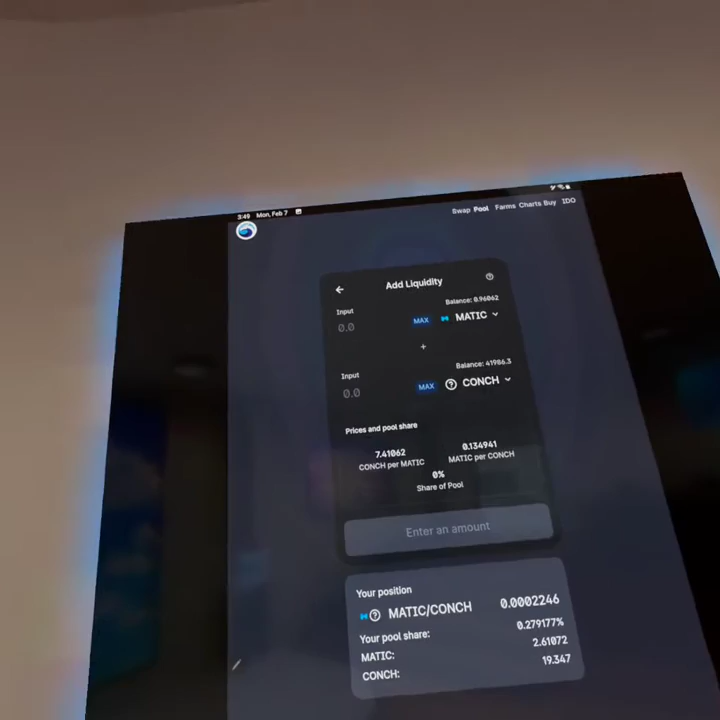 3:49 Mon, Feb 7
Swap Pool Farms Charts Buy IDO
Add Liquidity
Input
Balance: 0.96062
0.0 MAX MATIC
+
Input
Balance: 41986.3
0.0 MAX CONCH
Prices and pool share
7.41062
CONCH per MATIC
0.134941
MATIC per CONCH
0%
Share of Pool
Enter an amount
Your position
MATIC/CONCH 0.0002246
Your pool share: 0.279177%
MATIC: 2.61072
CONCH: 19.347